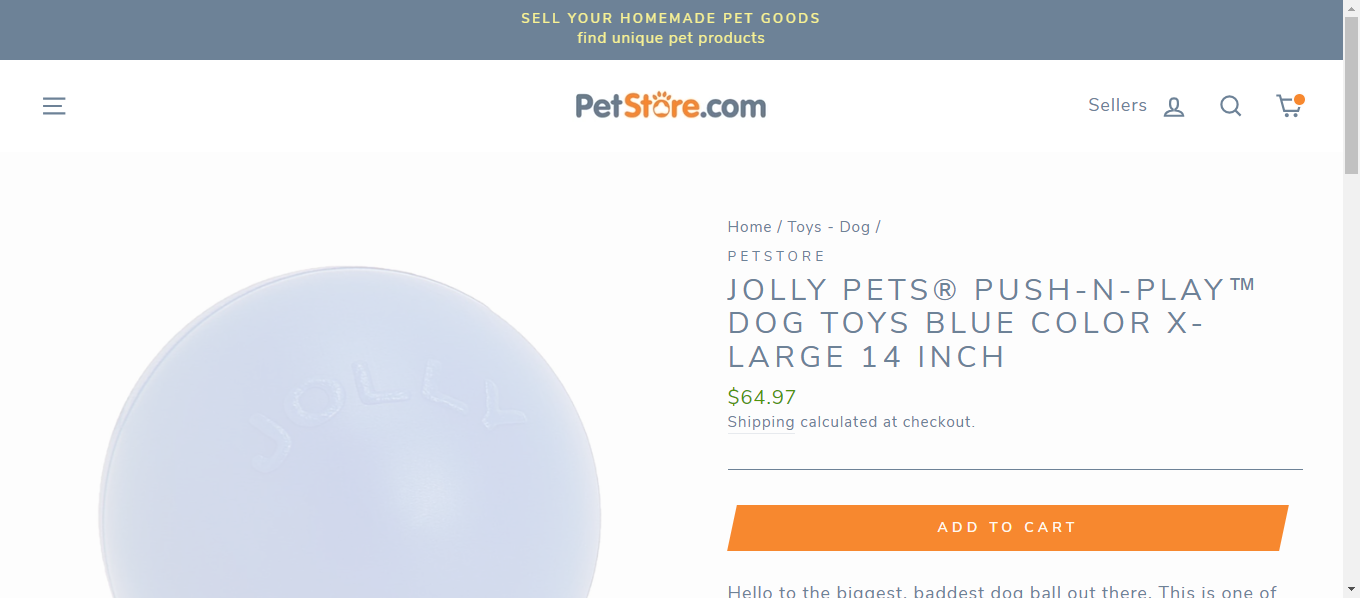 SELL YOUR HOMEMADE PET GOODS
find unique pet products
PetStore.com
Sellers
Home / Toys - Dog /
PETSTORE
JOLLY PETS® PUSH-N-PLAY™
DOG TOYS BLUE COLOR X-
LARGE 14 INCH
$64.97
Shipping calculated at checkout.
JOLLY
ADD TO CART
Hello to the biggest, baddest dog ball out there. This is one of